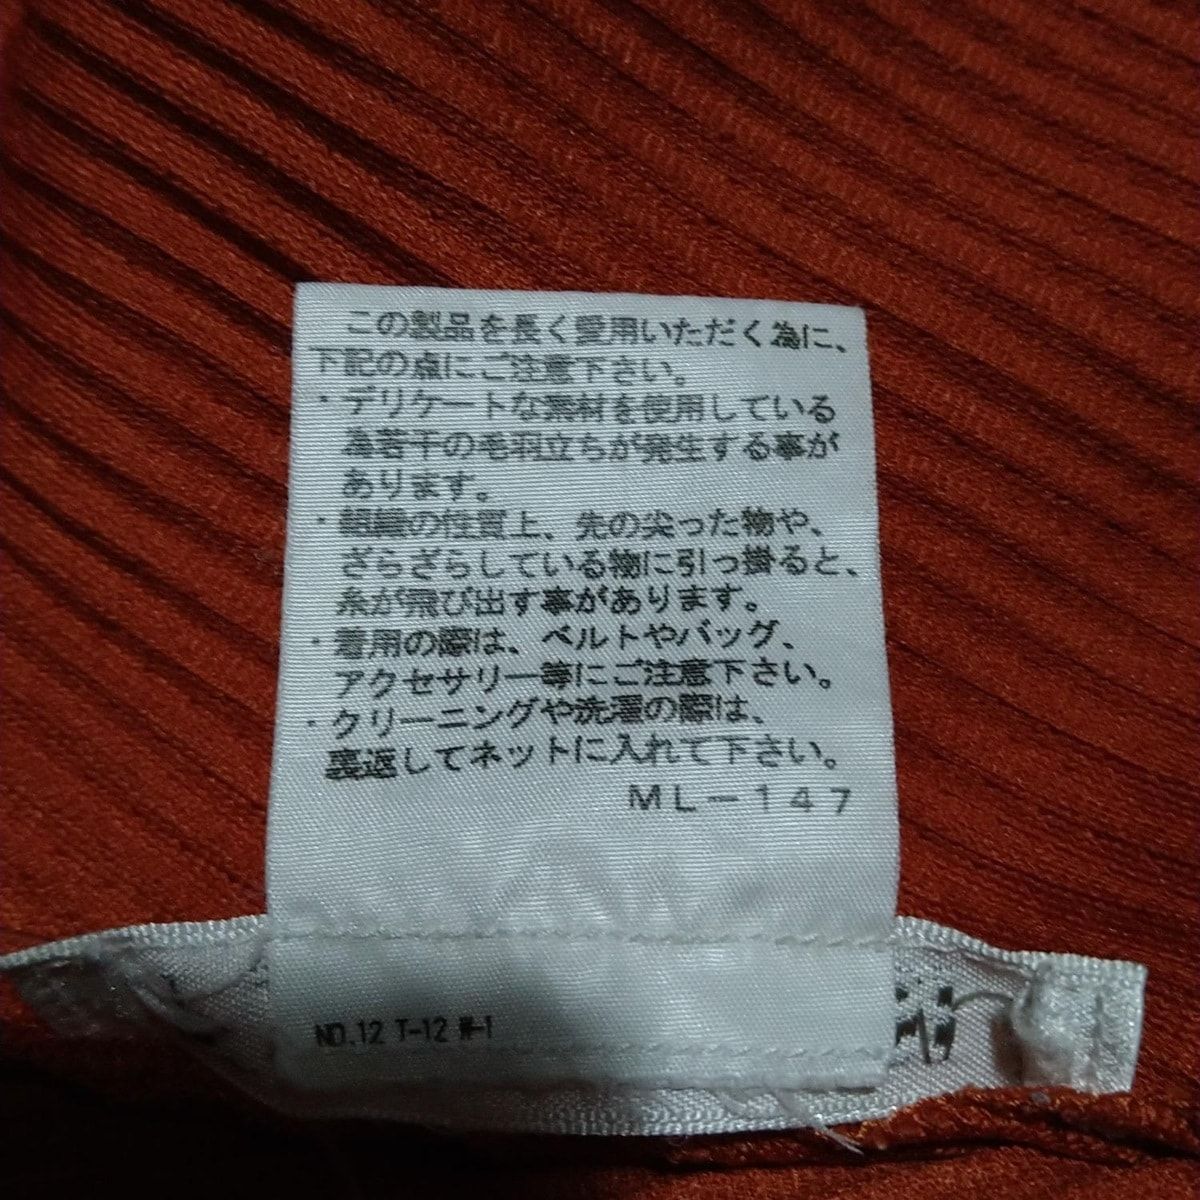 この製品を長く愛用いただく為に、
下記の点にご注意下さい。
・デリケートな素材を使用している
為若干の毛羽立ちが発生する事が
あります。
・組織の性質上、先の尖った物や、
ざらざらしている物に引っ掛ると、
糸が飛び出す事があります。
・着用の際は、ベルトやバッグ、
アクセサリー等にご注意下さい。
・クリーニングや洗濯の際は、
裏返してネットに入れて下さい。
ML-147
NO.12 T-12 W-1